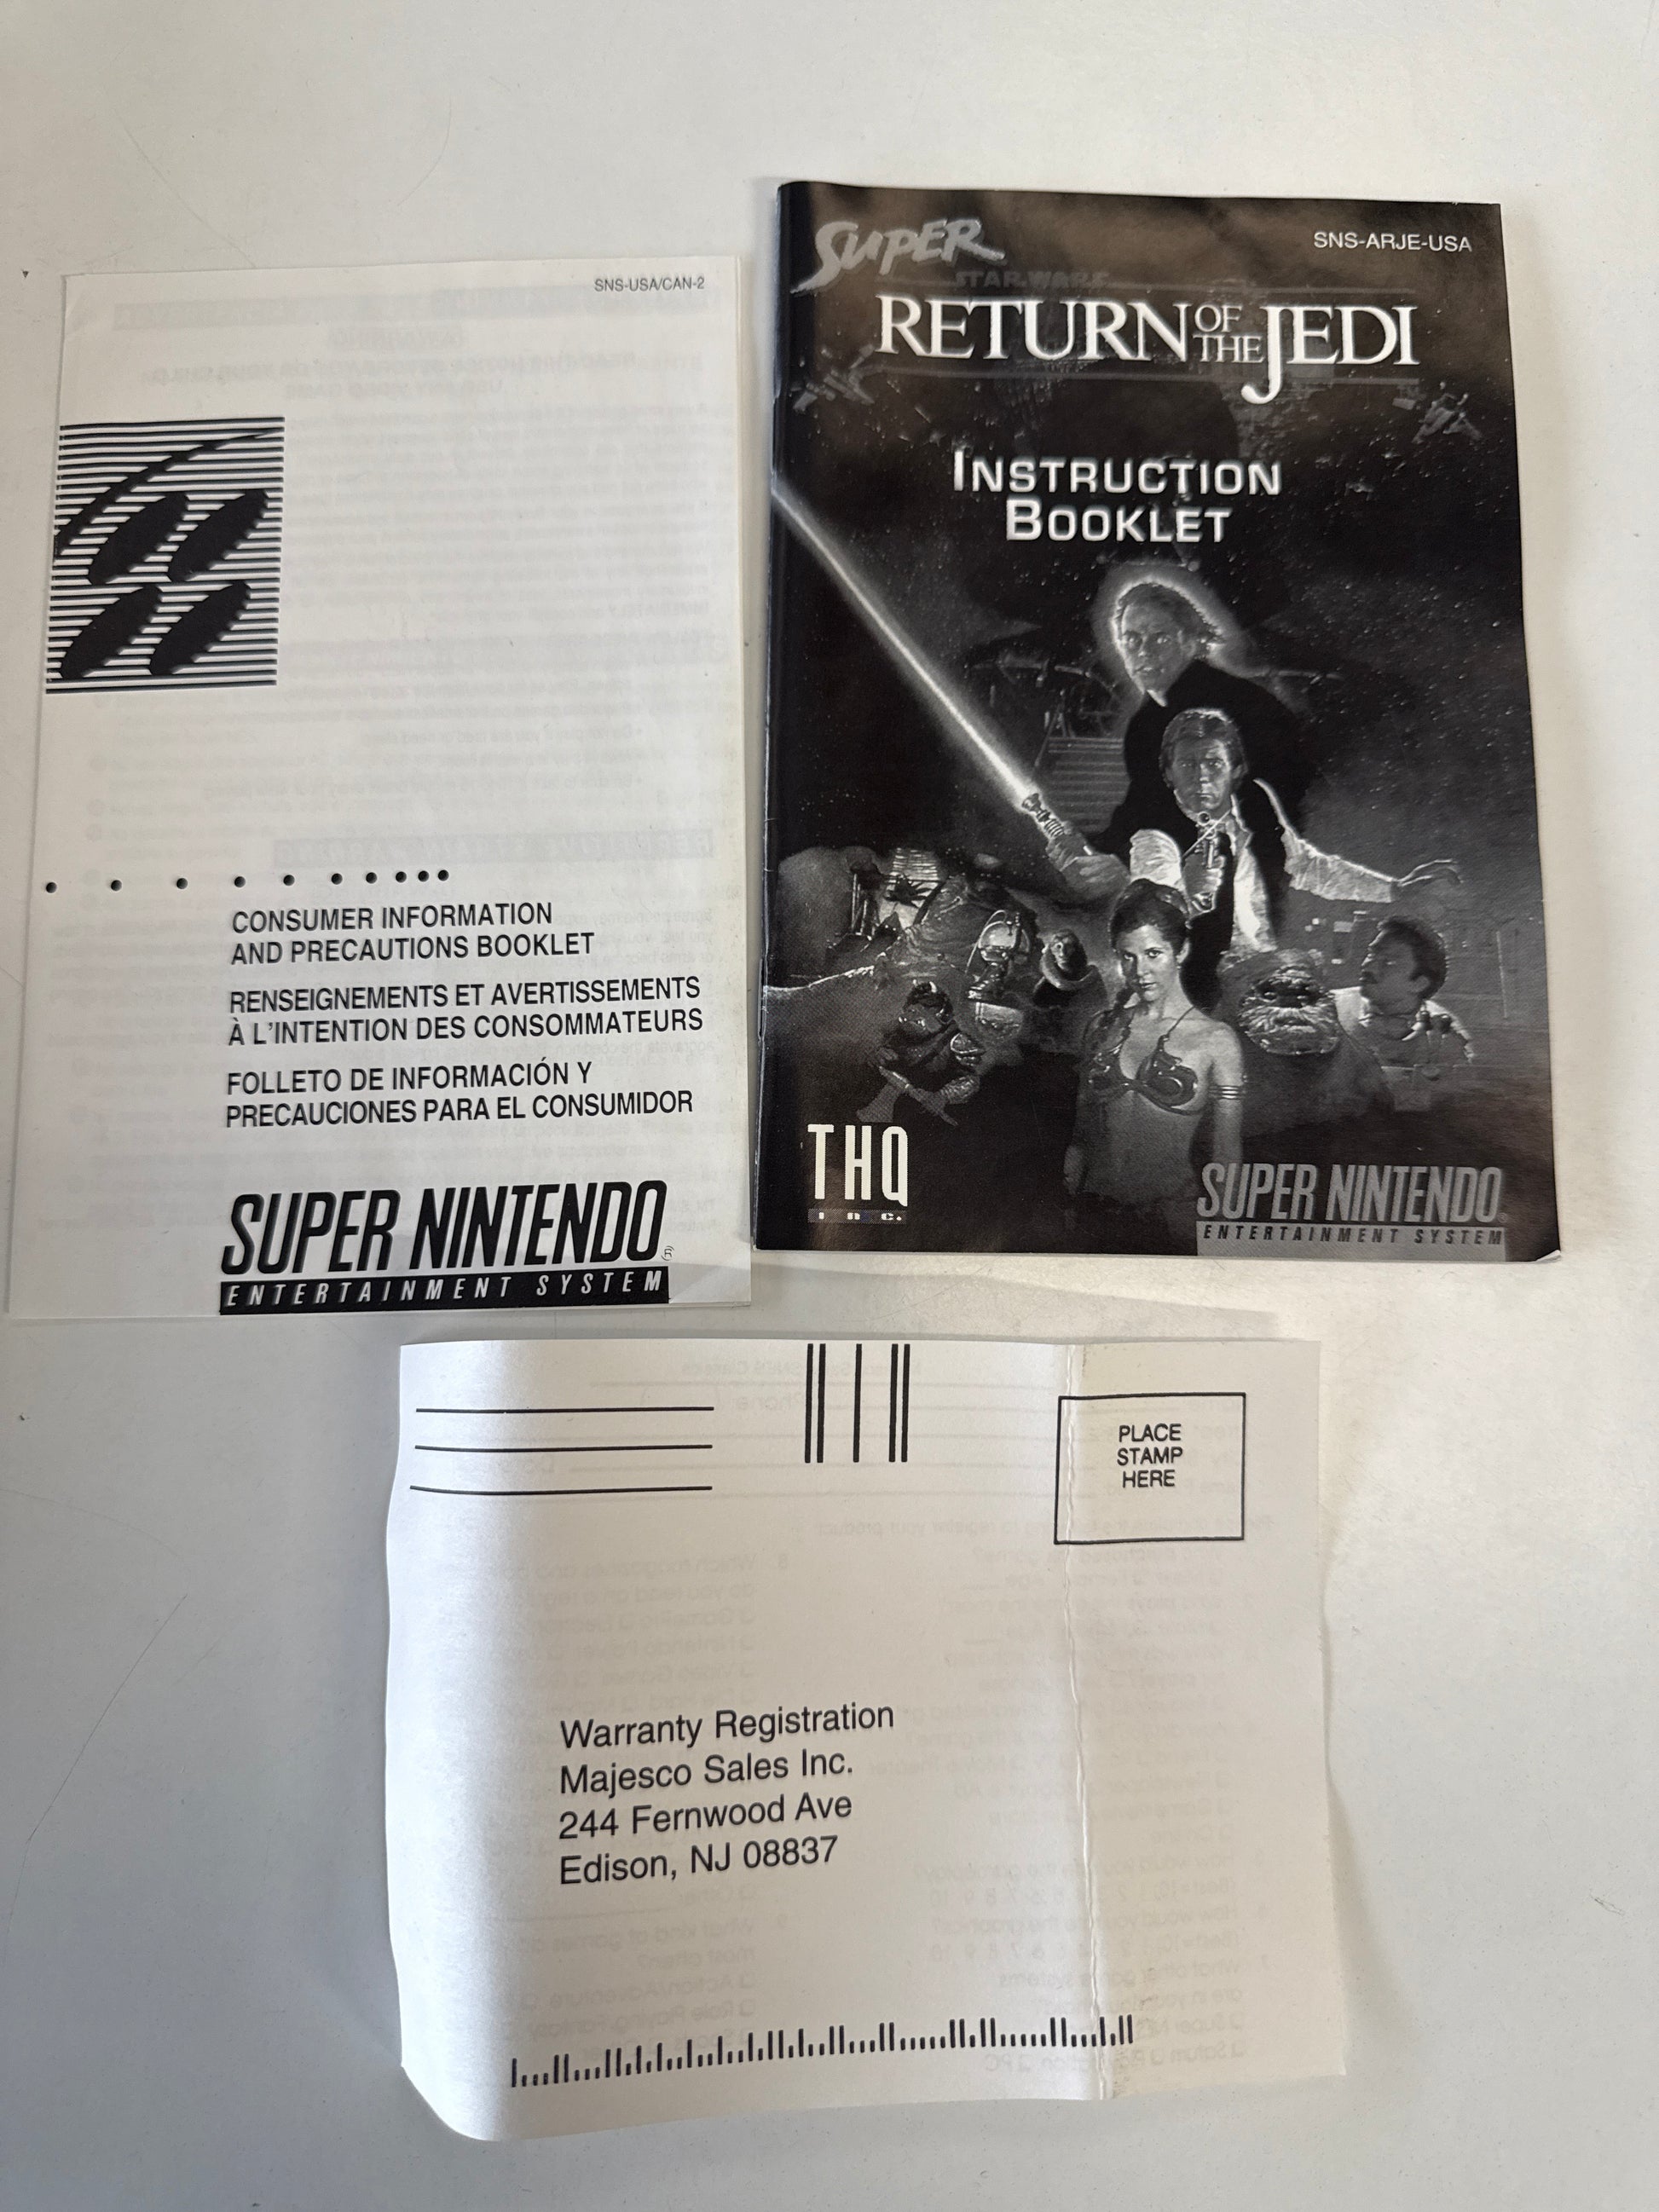 SNS-USA/CAN-2
CONSUMER INFORMATION
AND PRECAUTIONS BOOKLET
RENSEIGNEMENTS ET AVERTISSEMENTS
À L'INTENTION DES CONSOMMATEURS
FOLLETO DE INFORMACIÓN Y
PRECAUCIONES PARA EL CONSUMIDOR
SUPER NINTENDO®
ENTERTAINMENT SYSTEM
SUPER
SNS-ARJE-USA
STAR WARS
RETURN OF THE JEDI
INSTRUCTION
BOOKLET
THQ
inc.
SUPER NINTENDO®
ENTERTAINMENT SYSTEM
PLACE
STAMP
HERE
Warranty Registration
Majesco Sales Inc.
244 Fernwood Ave
Edison, NJ 08837